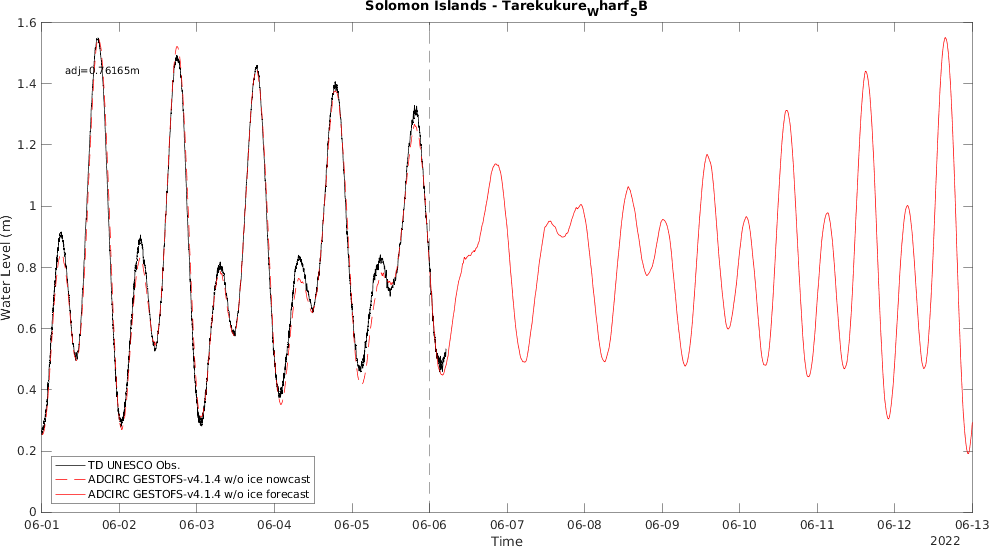 Solomon Islands - Tarekukure_Wharf_SB
adj=0.76165m
Water Level (m)
1.6
1.4
1.2
1
0.8
0.6
0.4
0.2
0
TD UNESCO Obs.
ADCIRC GESTOFS-v4.1.4 w/o ice nowcast
ADCIRC GESTOFS-v4.1.4 w/o ice forecast
06-01 06-02 06-03 06-04 06-05 06-06 06-07 06-08 06-09 06-10 06-11 06-12 06-13
Time
2022